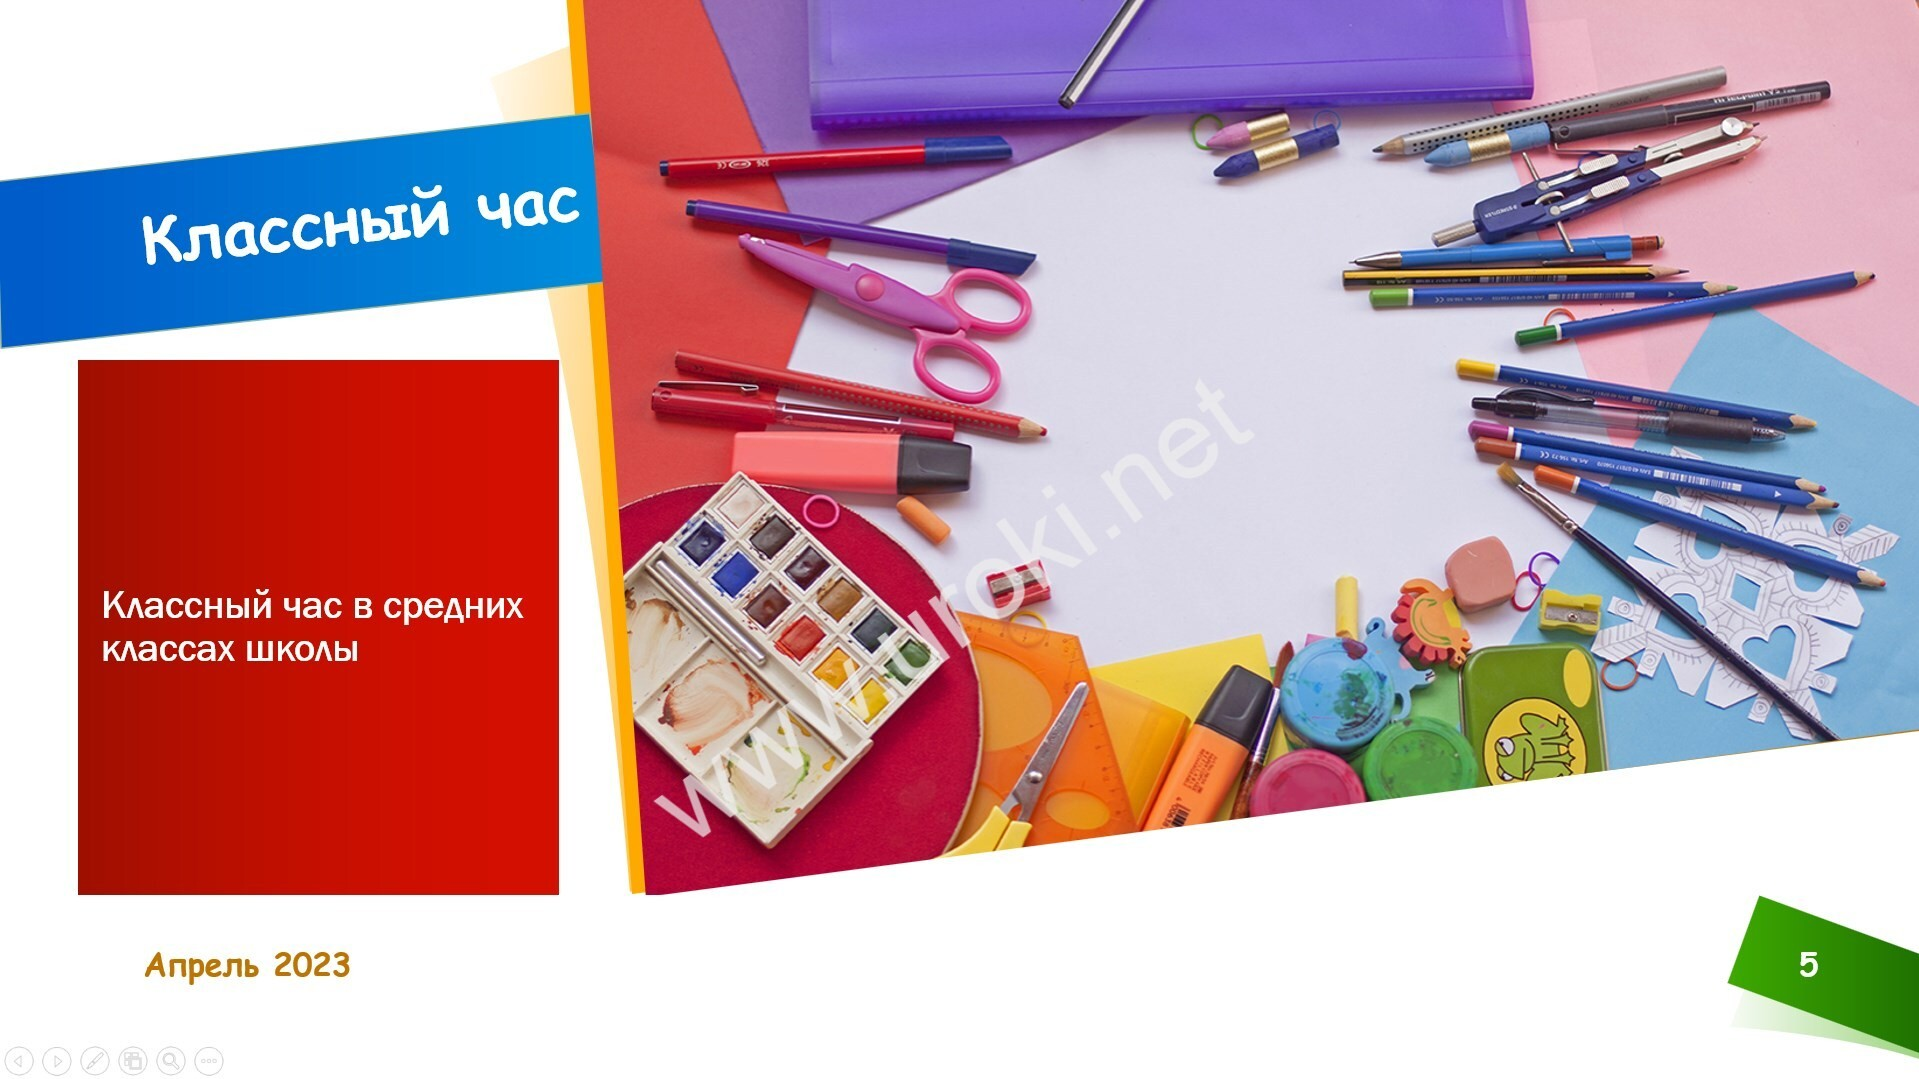 Классный час
Классный час в средних
классах школы
www.uroki.net
Апрель 2023
5